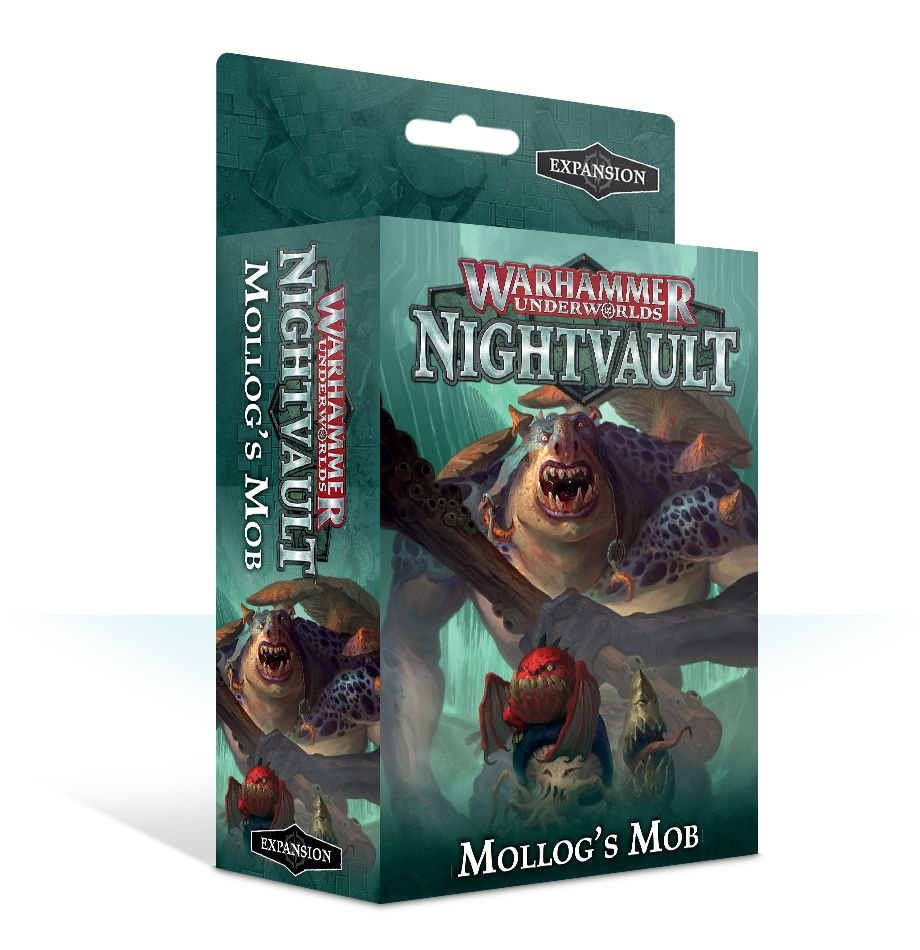 EXPANSION
WARHAMMER
UNDERWORLDS
NIGHTVAULT
MOLLOG'S MOB
WARHAMMER
UNDERWORLDS
NIGHTVAULT
MOLLOG'S MOB
EXPANSION